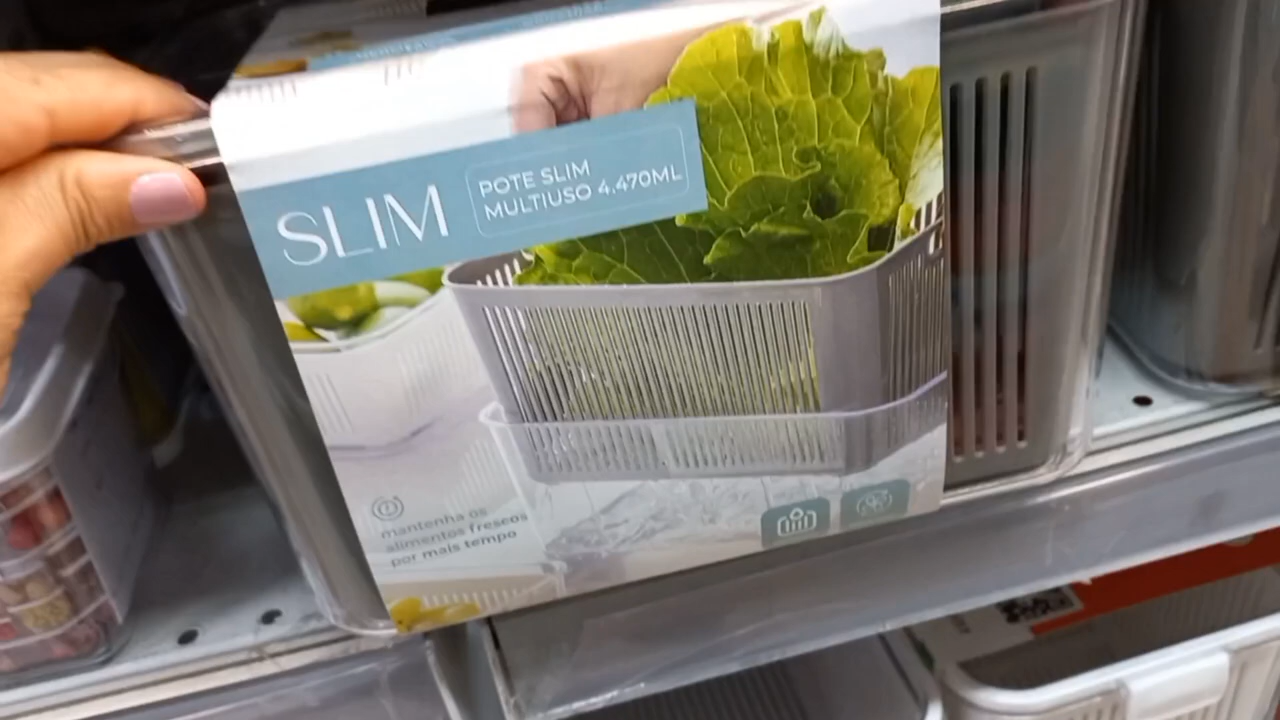 SLIM
POTE SLIM
MULTIUSO 4.470ML
mantenha os
alimentos frescos
por mais tempo